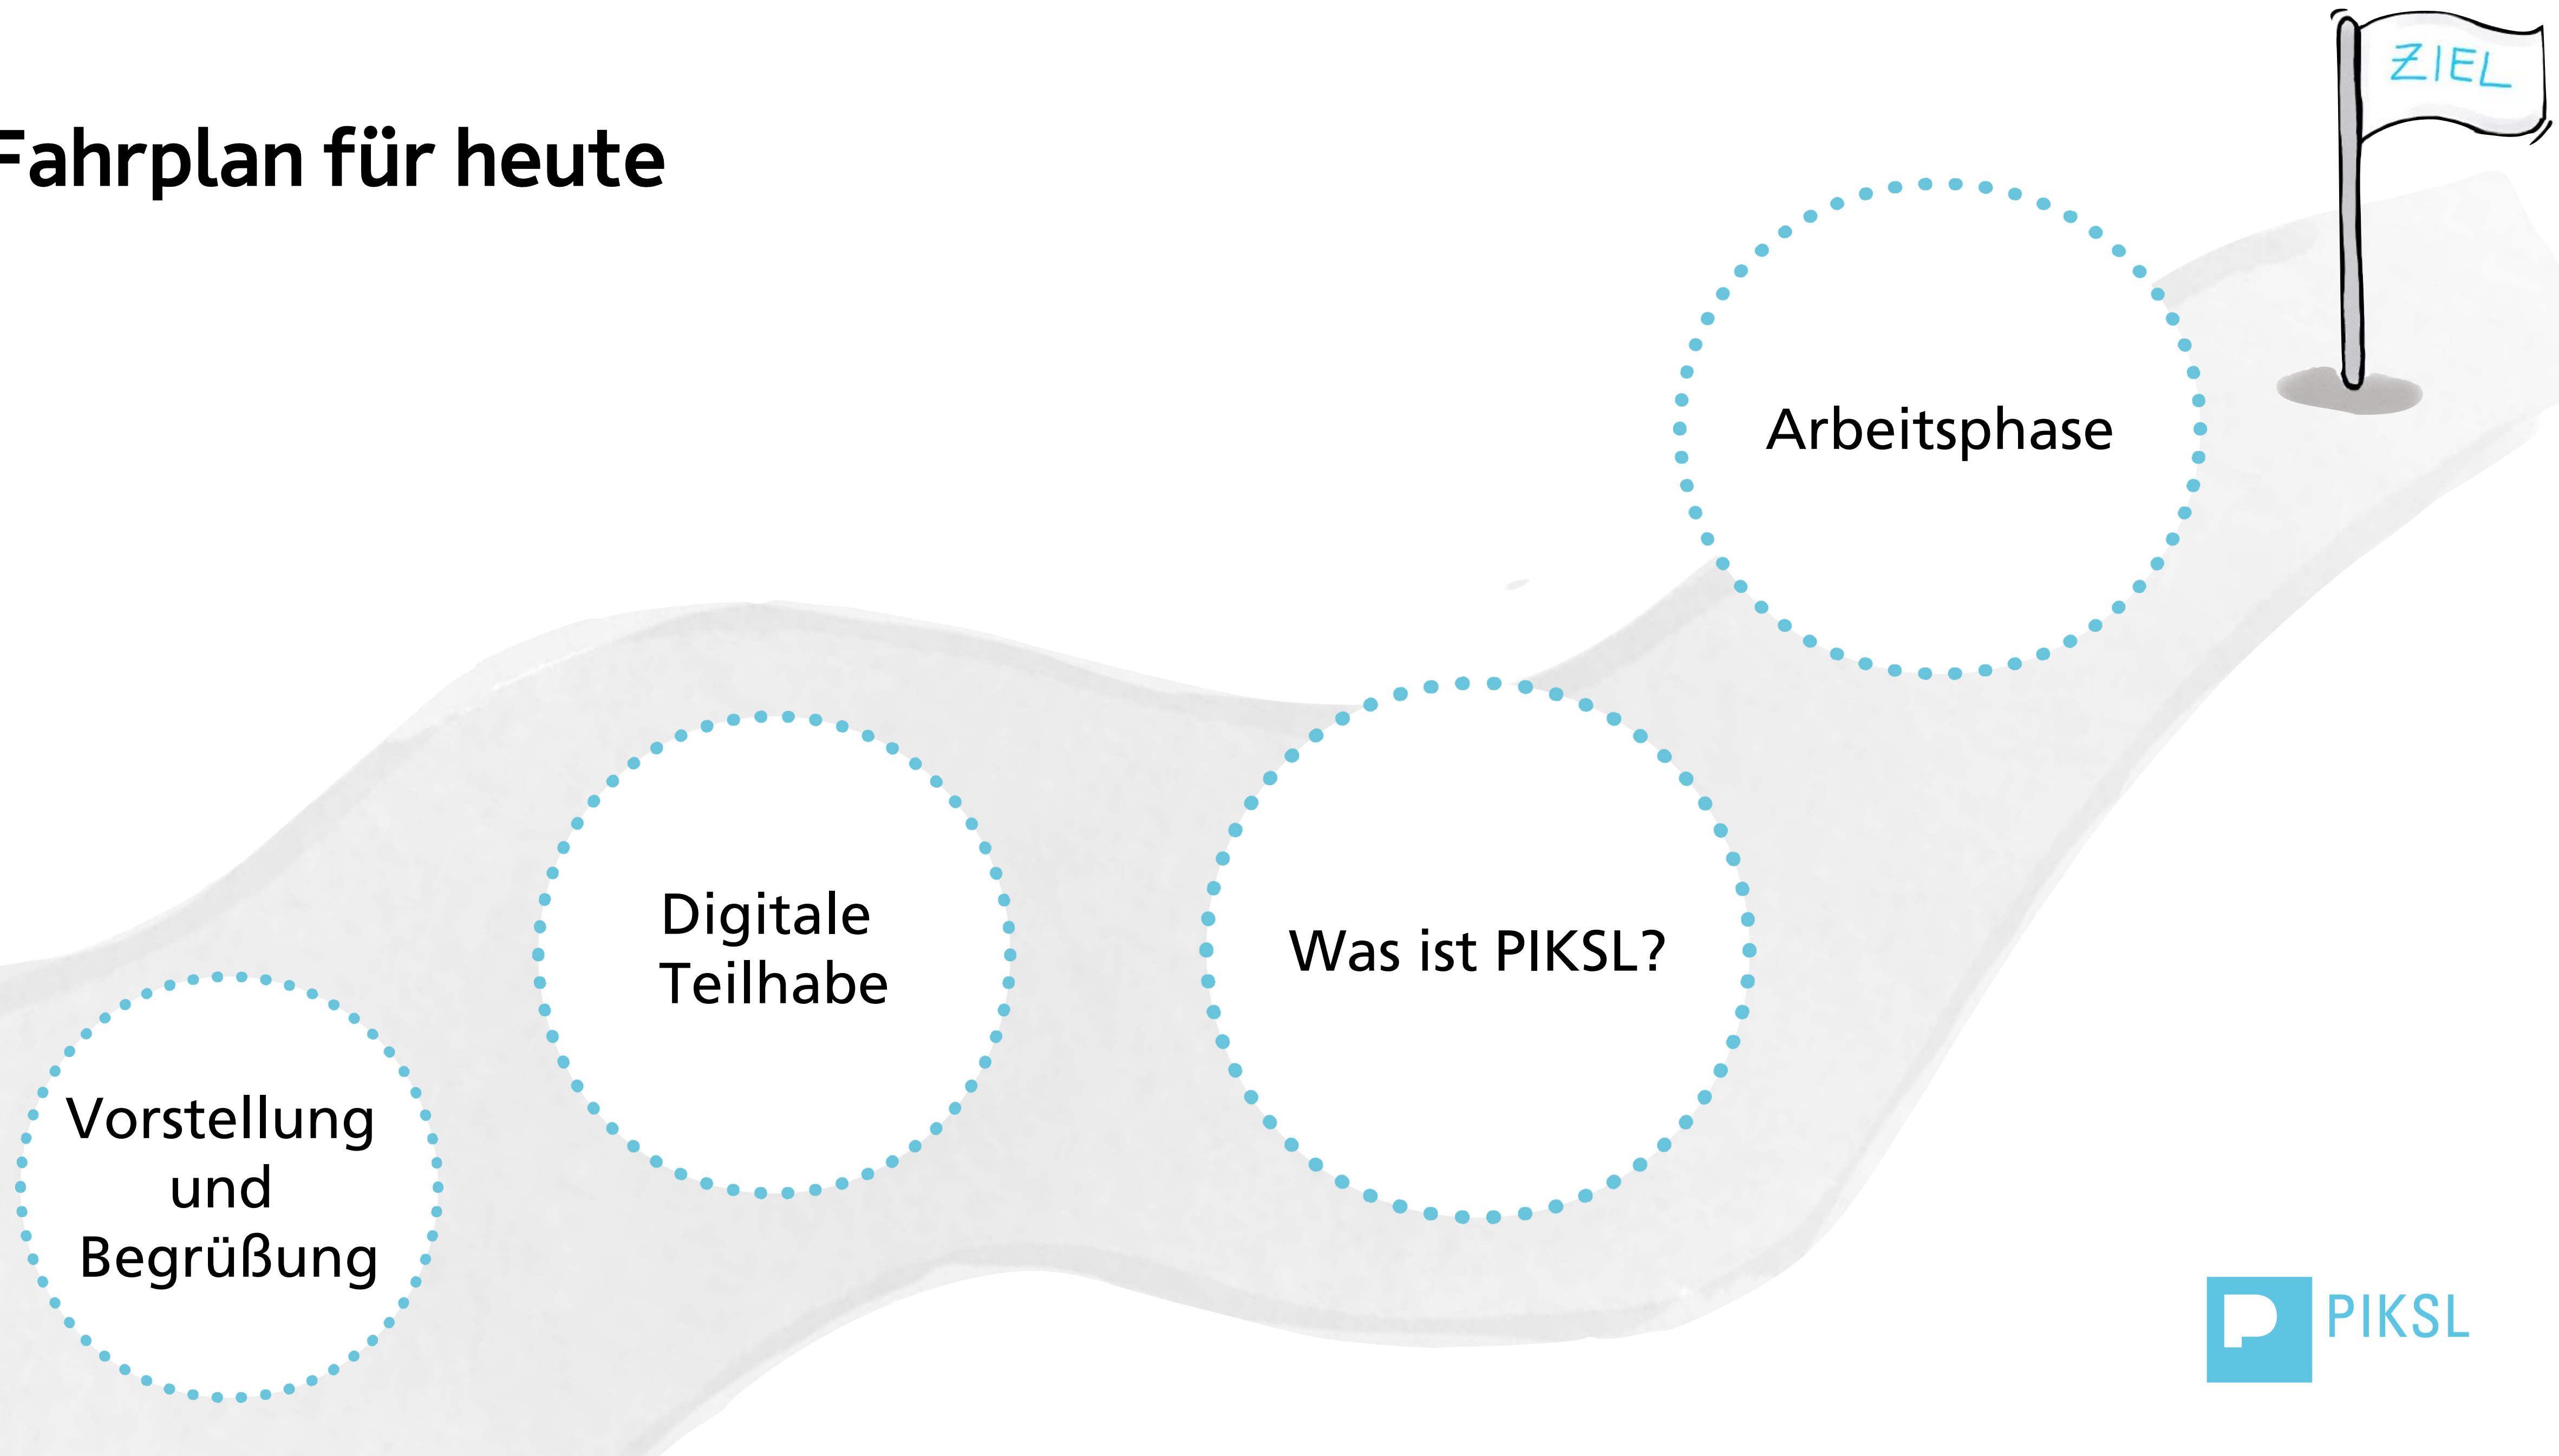 Fahrplan für heute
ZIEL
Arbeitsphase
Digitale
Teilhabe
Was ist PIKSL?
Vorstellung
und
Begrüßung
PIKSL